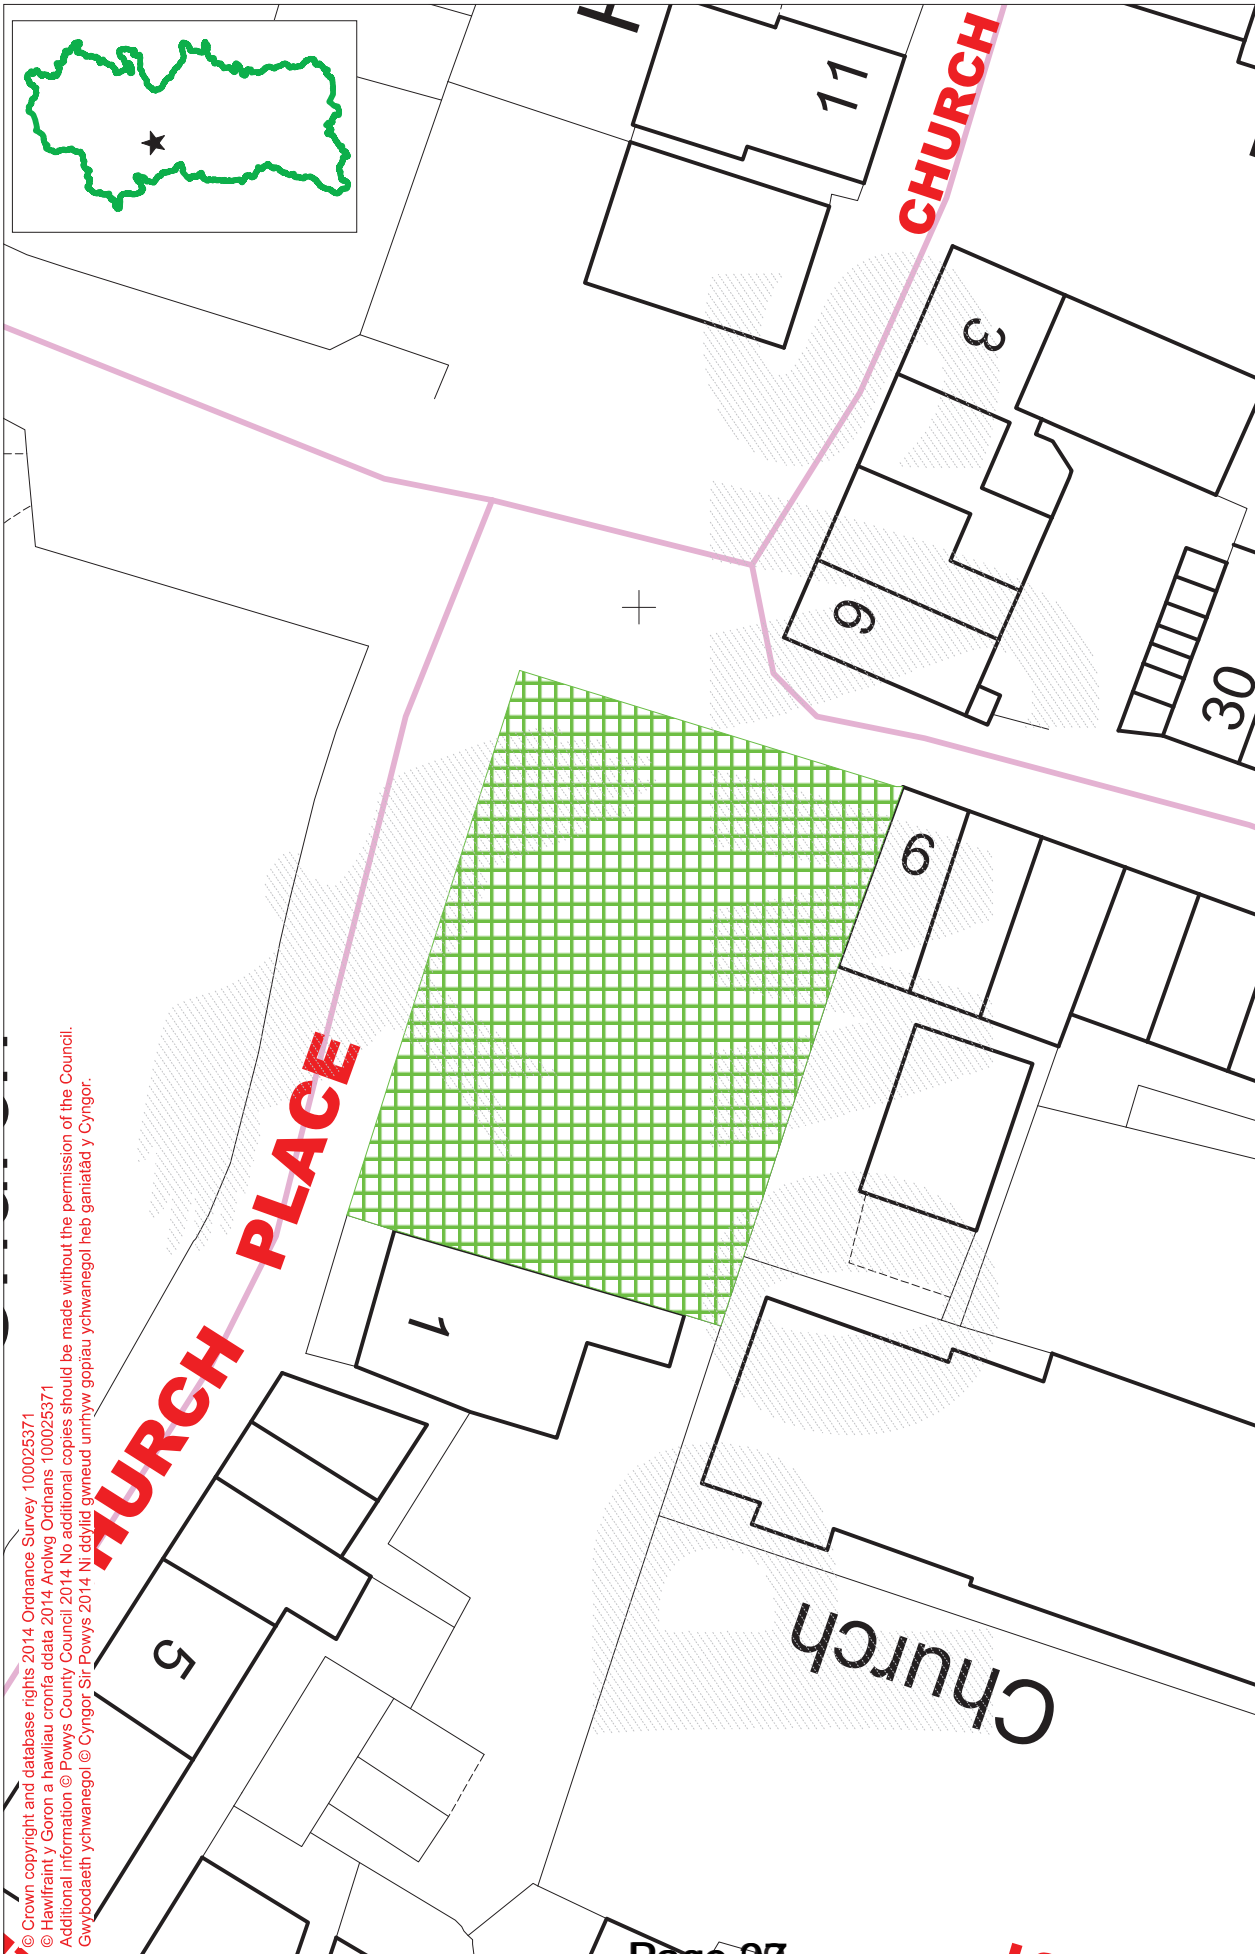 11
CHURCH
3
9
30
6
PLACE
1
HURCH
5
Church
© Crown copyright and database rights 2014 Ordnance Survey 100025371
© Hawlfraint y Goron a hawliau cronfa ddata 2014 Arolwg Ordnans 100025371
Additional information © Powys County Council 2014 No additional copies should be made without the permission of the Council.
Gwybodaeth ychwanegol © Cyngor Sir Powys 2014 Ni ddylid gwneud unrhyw gopïau ychwanegol heb ganiatâd y Cyngor.
Page